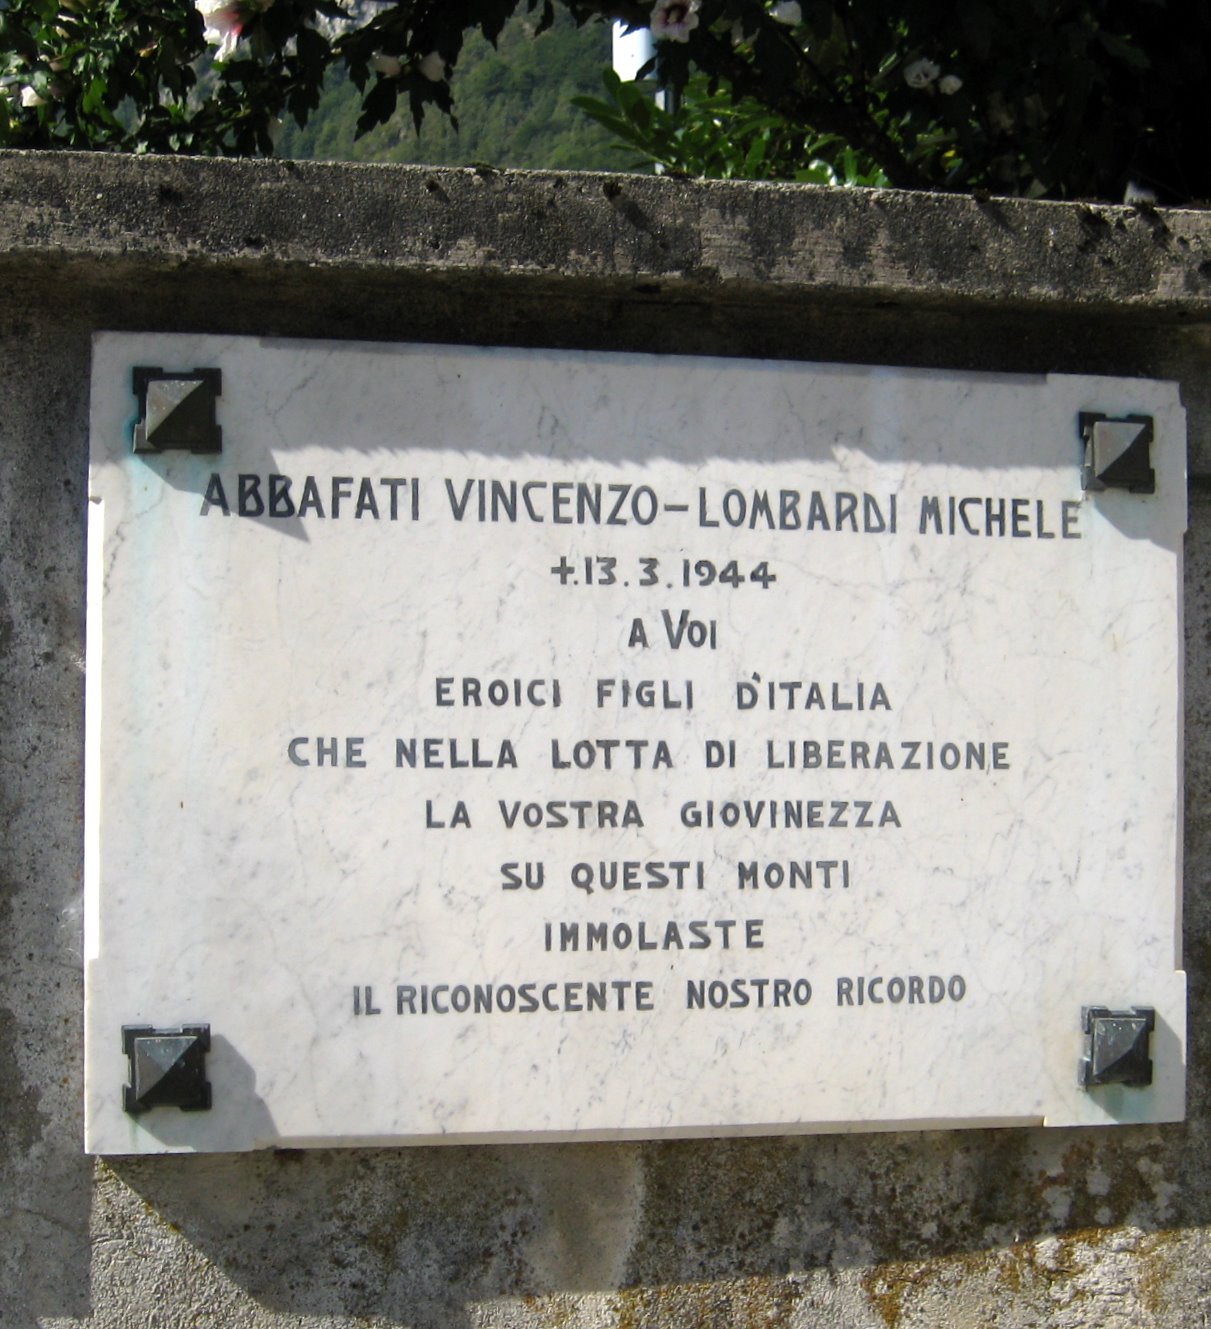 ABBAFATI VINCENZO-LOMBARDI MICHELE
+.13.3.1944
A VOI
EROICI FIGLI D'ITALIA
CHE NELLA LOTTA DI LIBERAZIONE
LA VOSTRA GIOVINEZZA
SU QUESTI MONTI
IMMOLASTE
IL RICONOSCENTE NOSTRO RICORDO